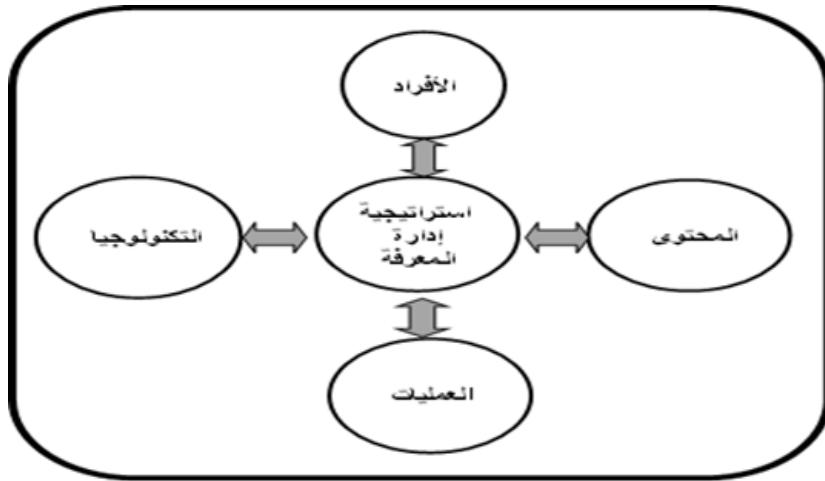 الأفراد
استراتيجية
إدارة
المعرفة
المحتوى
التكنولوجيا
العمليات